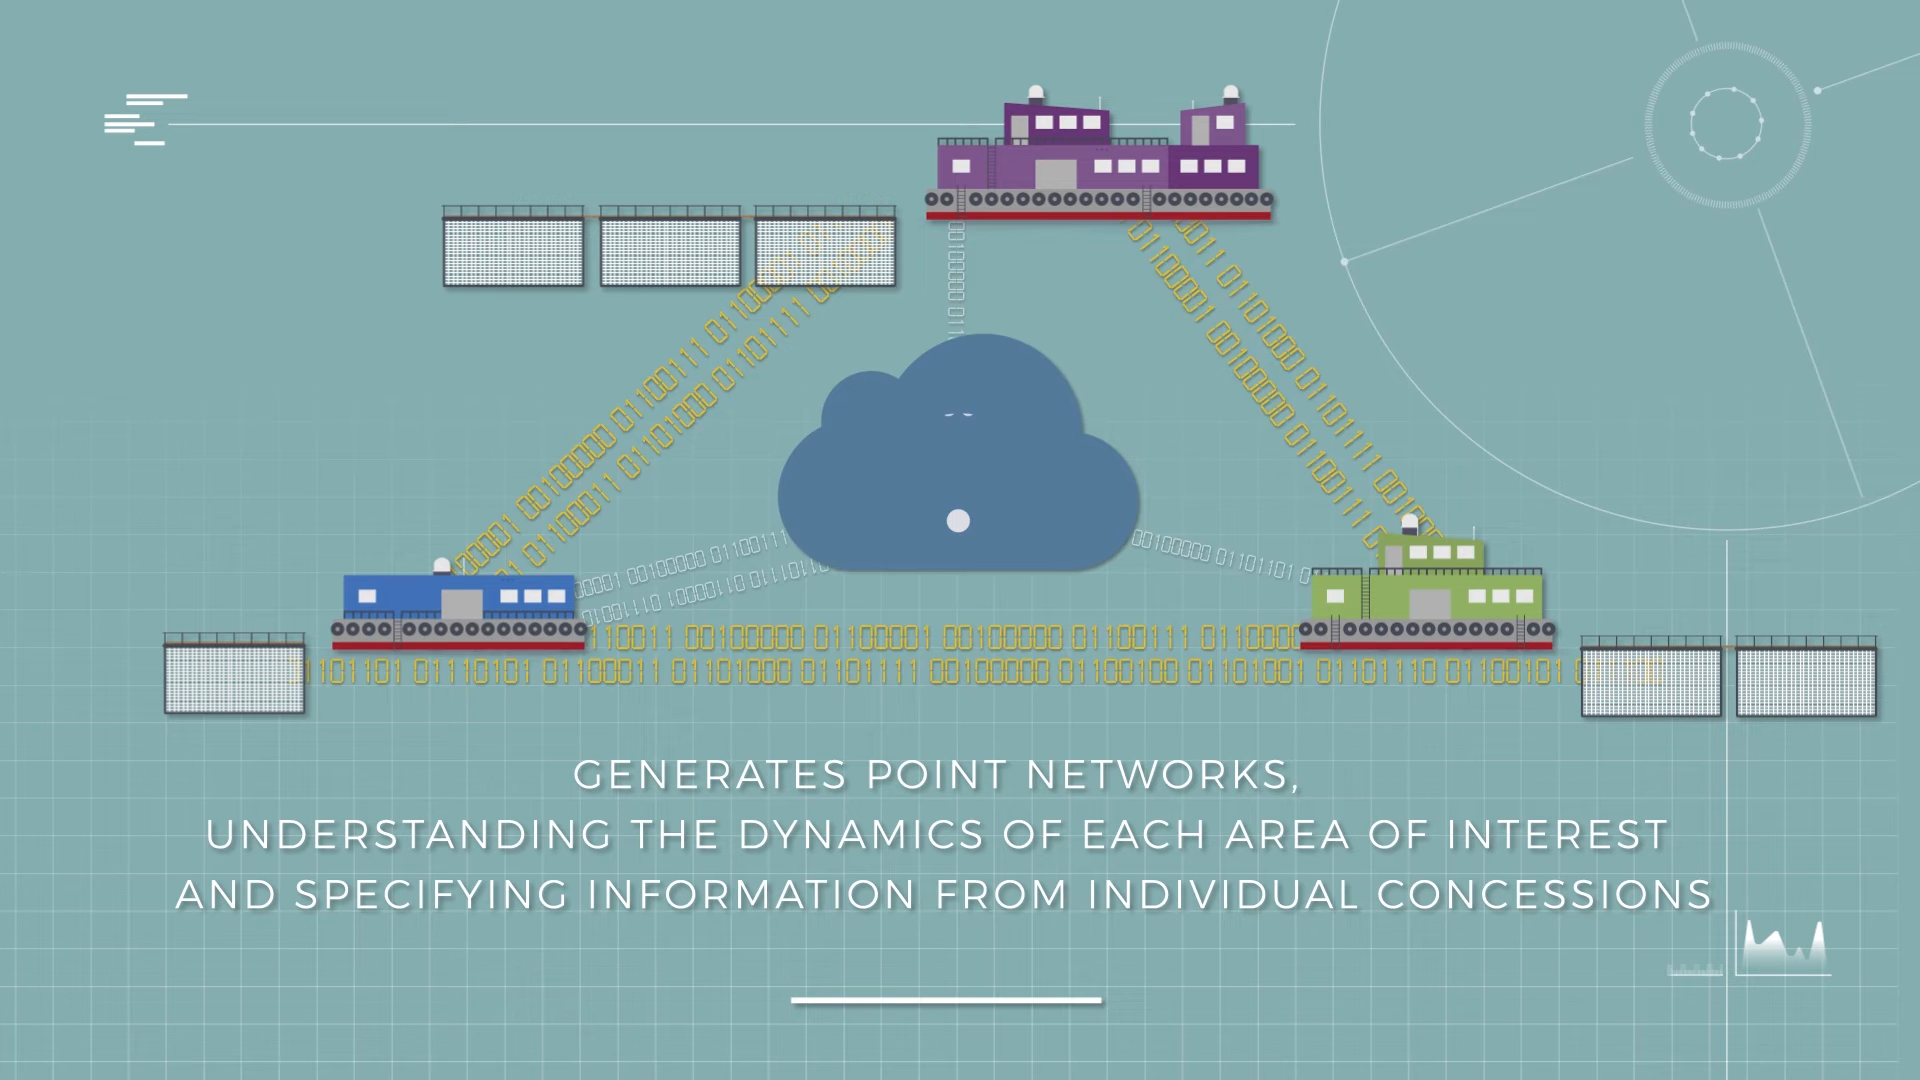 GENERATES POINT NETWORKS,
UNDERSTANDING THE DYNAMICS OF EACH AREA OF INTEREST
AND SPECIFYING INFORMATION FROM INDIVIDUAL CONCESSIONS